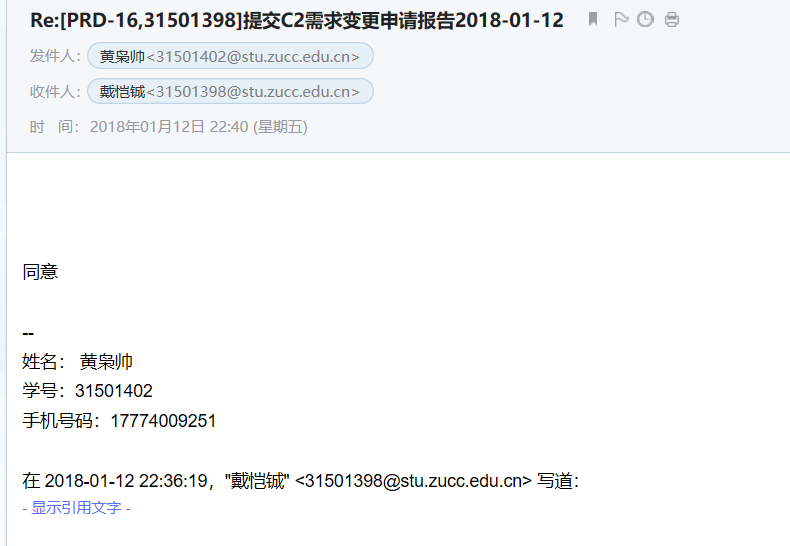 Re:[PRD-16,31501398]提交C2需求变更申请报告2018-01-12
发件人：黄枭帅<31501402@stu.zucc.edu.cn>
收件人：戴恺铖<31501398@stu.zucc.edu.cn>
时 间：2018年01月12日 22:40 (星期五)
同意
--
姓名： 黄枭帅
学号：31501402
手机号码：17774009251
在 2018-01-12 22:36:19，"戴恺铖" <31501398@stu.zucc.edu.cn> 写道：
- 显示引用文字 -